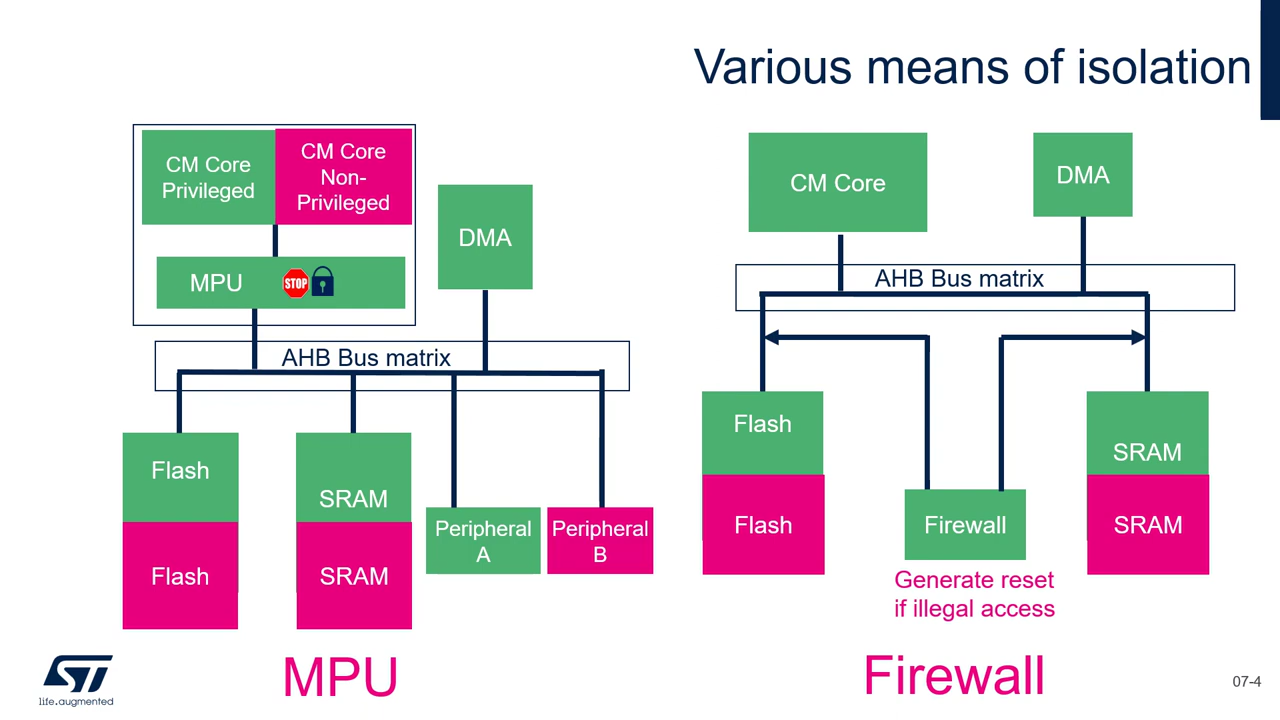 Various means of isolation
CM Core
Privileged
CM Core
Non-
Privileged
DMA
MPU
STOP
AHB Bus matrix
Flash
SRAM
Peripheral
A
Peripheral
B
Flash
SRAM
MPU
CM Core
DMA
AHB Bus matrix
Flash
SRAM
Flash
Firewall
SRAM
Generate reset
if illegal access
Firewall
ST
life.augmented
07-4